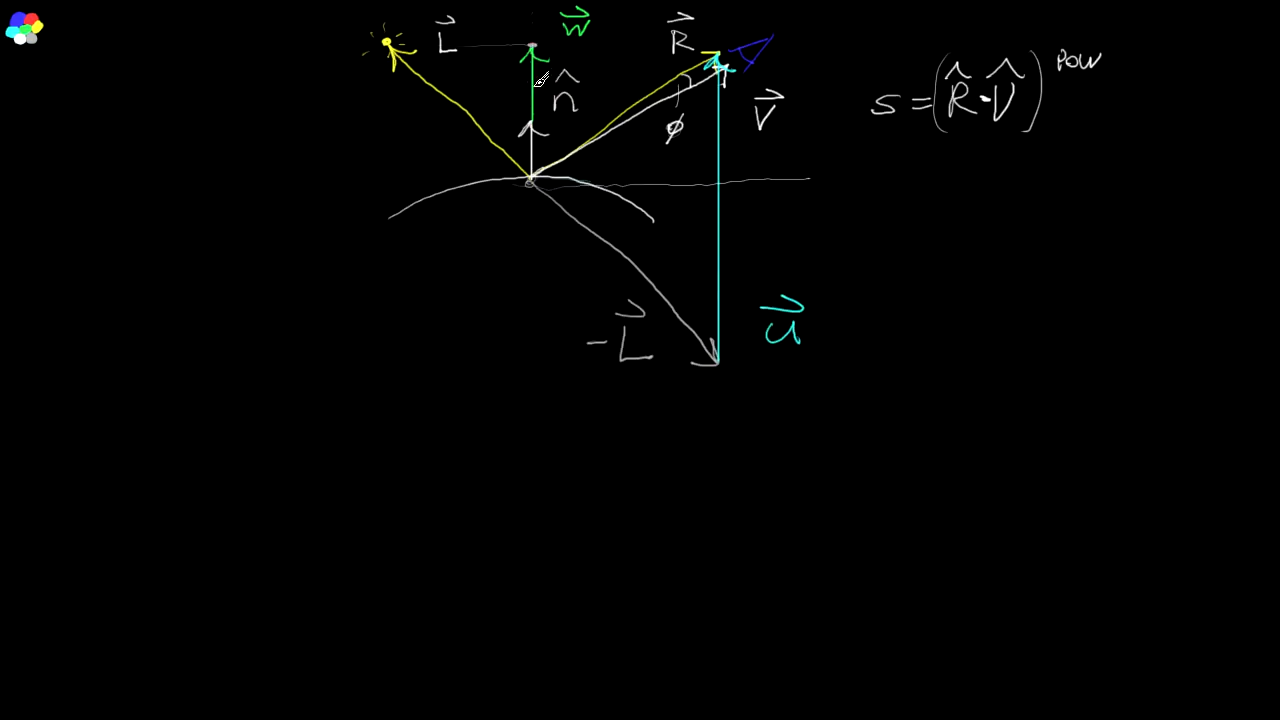 L⃗
w⃗
n̂
R⃗
V⃗
ϕ
s = (R̂·V̂)^pow
-L⃗
u⃗